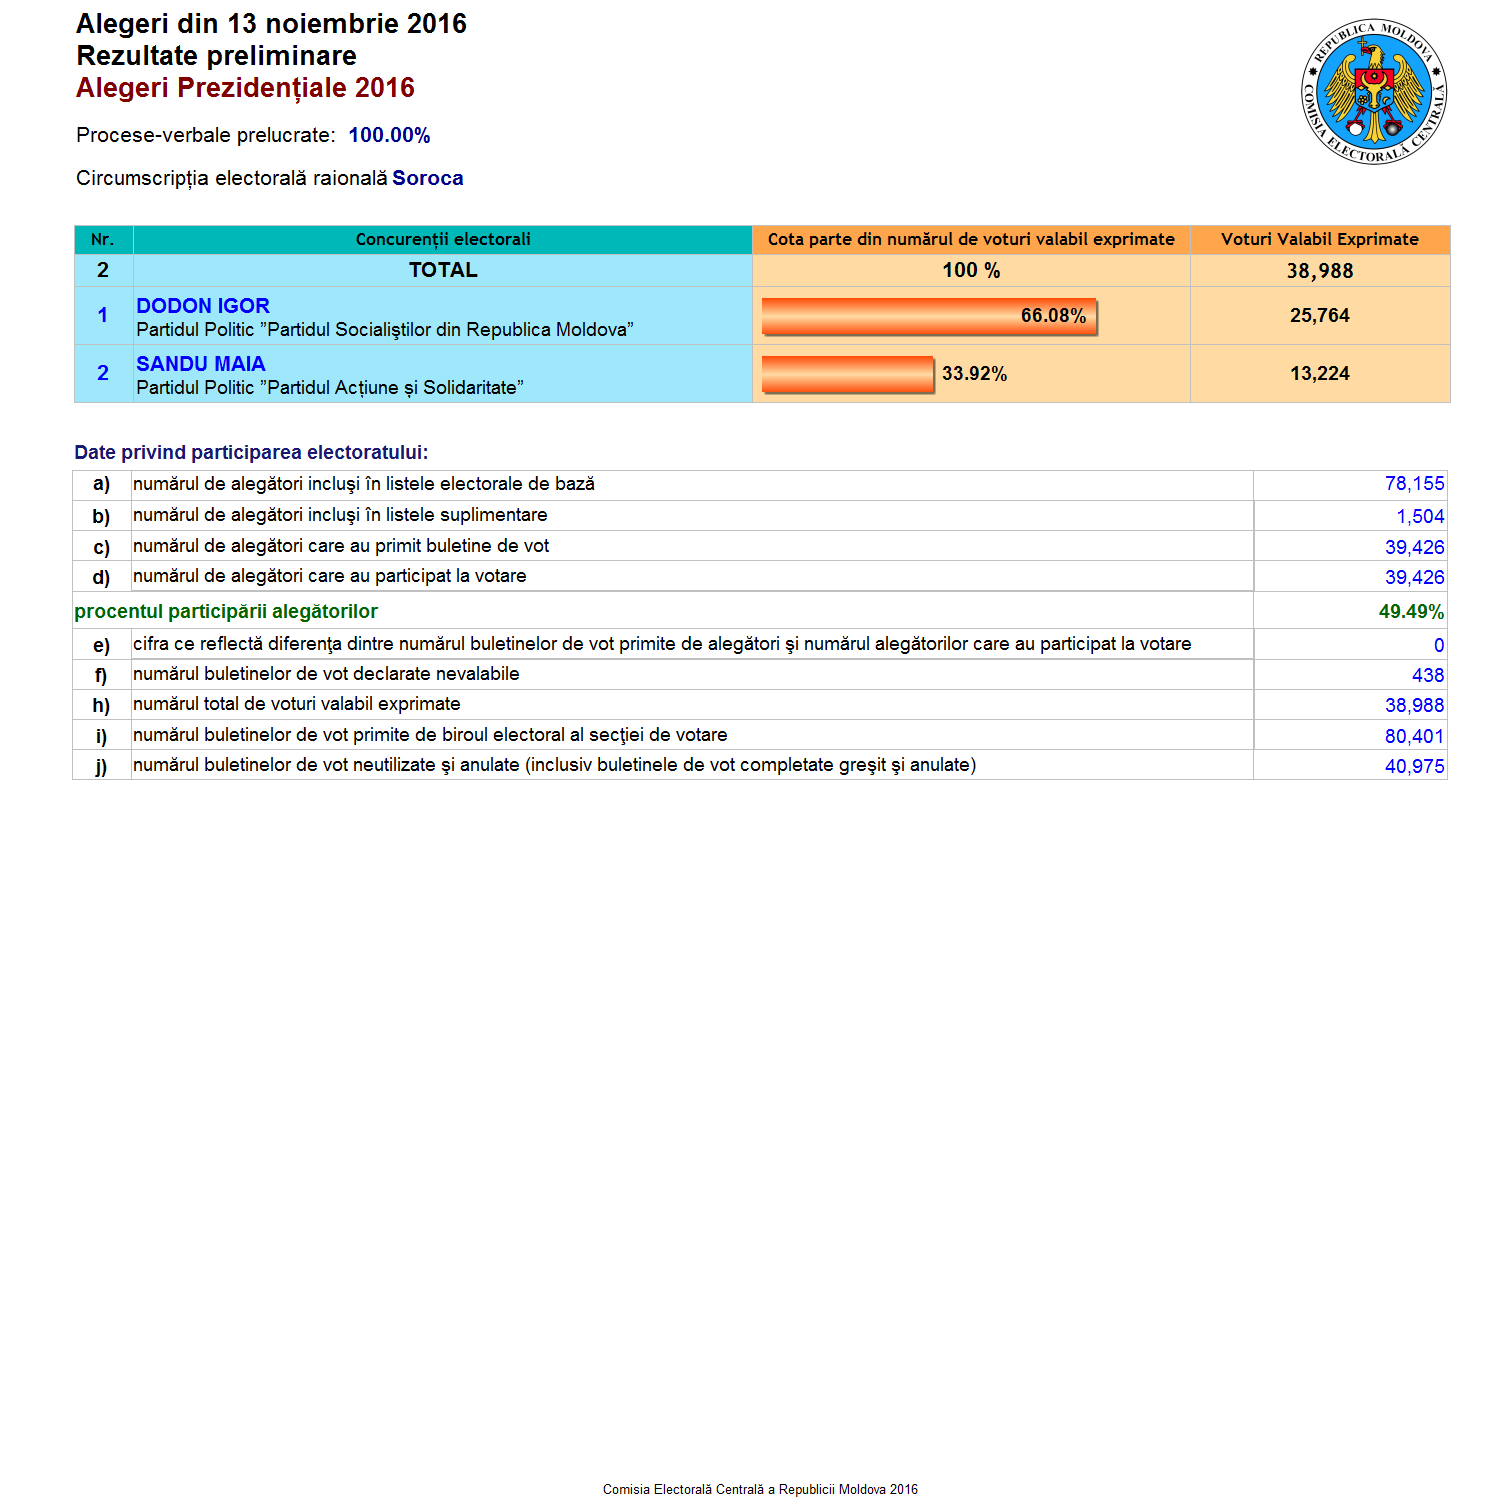 Alegeri din 13 noiembrie 2016
Rezultate preliminare
Alegeri Prezidențiale 2016
REPUBLICA MOLDOVA
COMISIA ELECTORALĂ CENTRALĂ
Procese-verbale prelucrate: 100.00%
Circumscripția electorală raională Soroca
Nr. Concurenții electorali Cota parte din numărul de voturi valabil exprimate Voturi Valabil Exprimate
2 TOTAL 100 % 38,988
1 DODON IGOR 66.08% 25,764
Partidul Politic ”Partidul Socialiştilor din Republica Moldova”
2 SANDU MAIA 33.92% 13,224
Partidul Politic ”Partidul Acțiune și Solidaritate”
Date privind participarea electoratului:
a) numărul de alegători incluşi în listele electorale de bază 78,155
b) numărul de alegători incluşi în listele suplimentare 1,504
c) numărul de alegători care au primit buletine de vot 39,426
d) numărul de alegători care au participat la votare 39,426
procentul participării alegătorilor 49.49%
e) cifra ce reflectă diferenţa dintre numărul buletinelor de vot primite de alegători şi numărul alegătorilor care au participat la votare 0
f) numărul buletinelor de vot declarate nevalabile 438
h) numărul total de voturi valabil exprimate 38,988
i) numărul buletinelor de vot primite de biroul electoral al secţiei de votare 80,401
j) numărul buletinelor de vot neutilizate şi anulate (inclusiv buletinele de vot completate greşit şi anulate) 40,975
Comisia Electorală Centrală a Republicii Moldova 2016